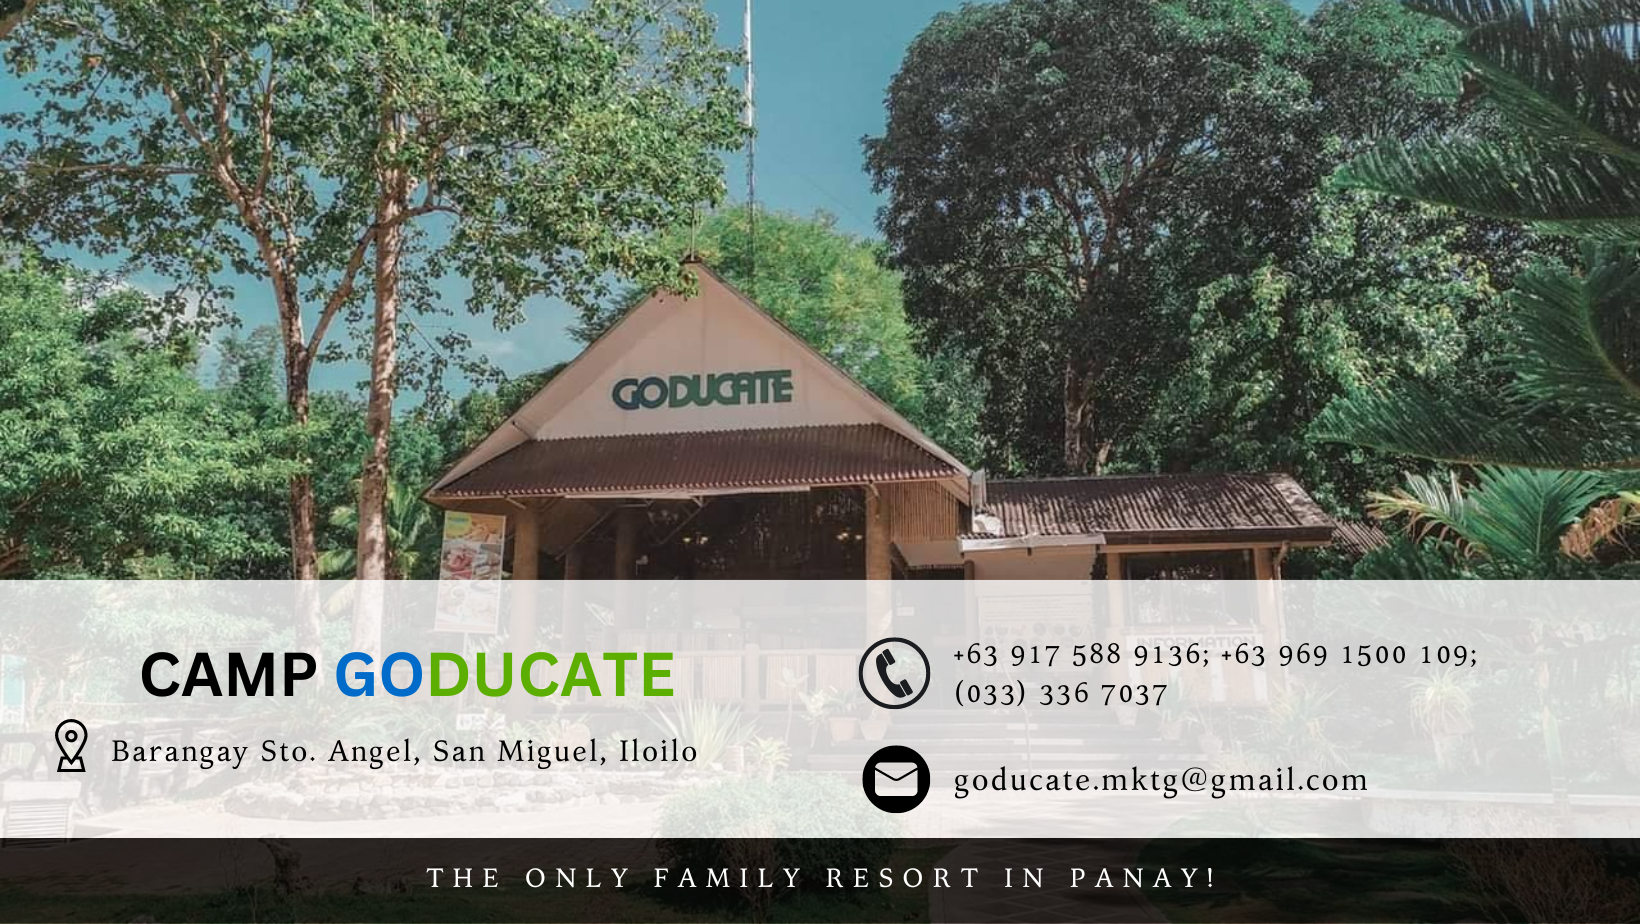 GODUCATE
CAMP GODUCATE
Barangay Sto. Angel, San Miguel, Iloilo
+63 917 588 9136; +63 969 1500 109;
(033) 336 7037
goducate.mktg@gmail.com
INFORMATION
THE ONLY FAMILY RESORT IN PANAY!